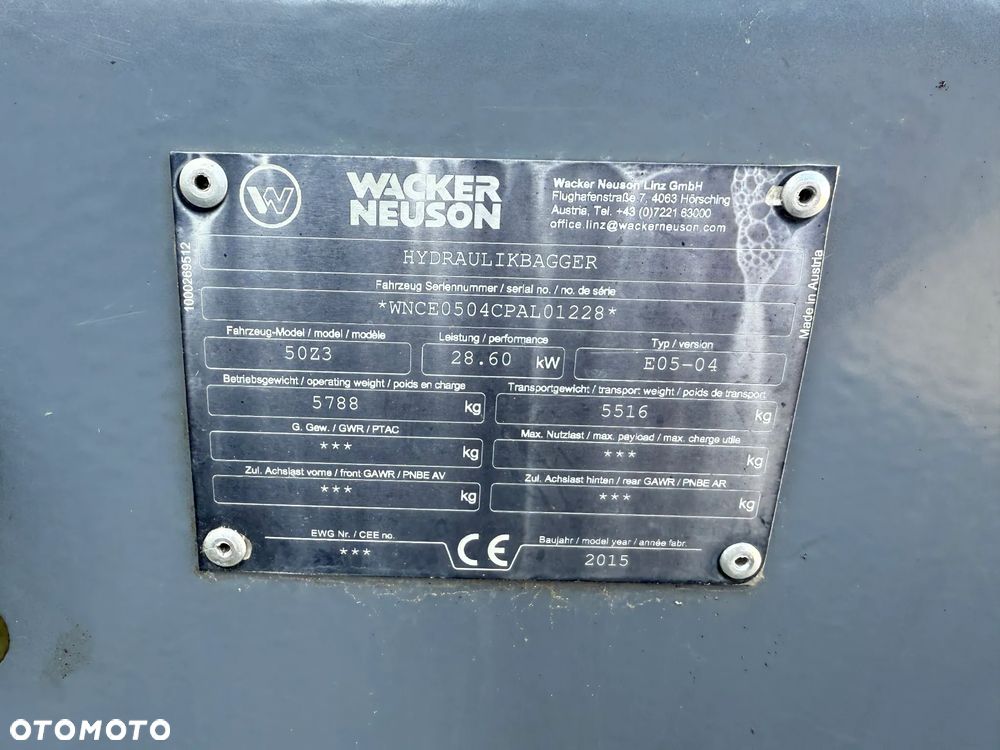 W
WACKER
NEUSON
Wacker Neuson Linz GmbH
Flughafenstraße 7, 4063 Hörsching
Austria, Tel. +43 (0)7221 63000
office.linz@wackerneuson.com
1000269512
Made in Austria
HYDRAULIKBAGGER
Fahrzeug Seriennummer / serial no. / no. de série
*WNCE0504CPAL01228*
Fahrzeug-Model / model / modèle
50Z3
Leistung / performance
28.60 kW
Typ / version
E05-04
Betriebsgewicht / operating weight / poids en charge
5788 kg
Transportgewicht / transport weight / poids de transport
5516 kg
G. Gew. / GWR / PTAC
*** kg
Max. Nutzlast / max. payload / max. charge utile
*** kg
Zul. Achslast vorne / front GAWR / PNBE AV
*** kg
Zul. Achslast hinten / rear GAWR / PNBE AR
*** kg
EWG Nr. / CEE no.
***
CE
Baujahr / model year / année fabr.
2015
OTOMOTO